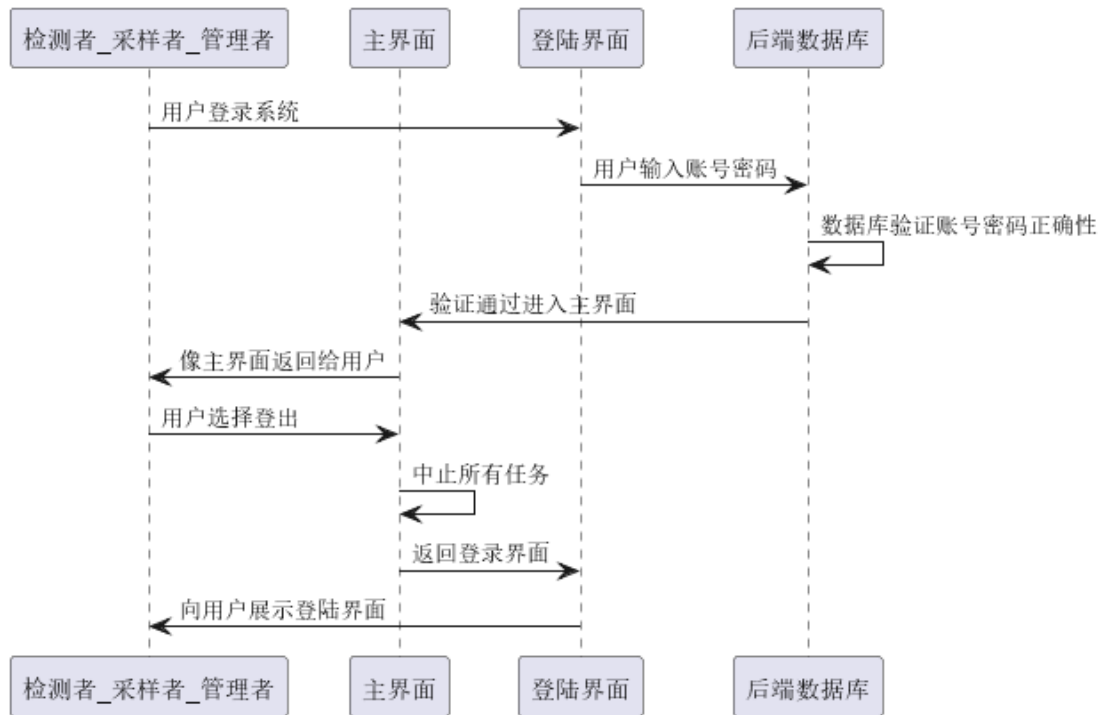 检测者_采样者_管理者 主界面 登陆界面 后端数据库
用户登录系统
用户输入账号密码
数据库验证账号密码正确性
验证通过进入主界面
像主界面返回给用户
用户选择登出
中止所有任务
返回登录界面
向用户展示登陆界面
检测者_采样者_管理者 主界面 登陆界面 后端数据库